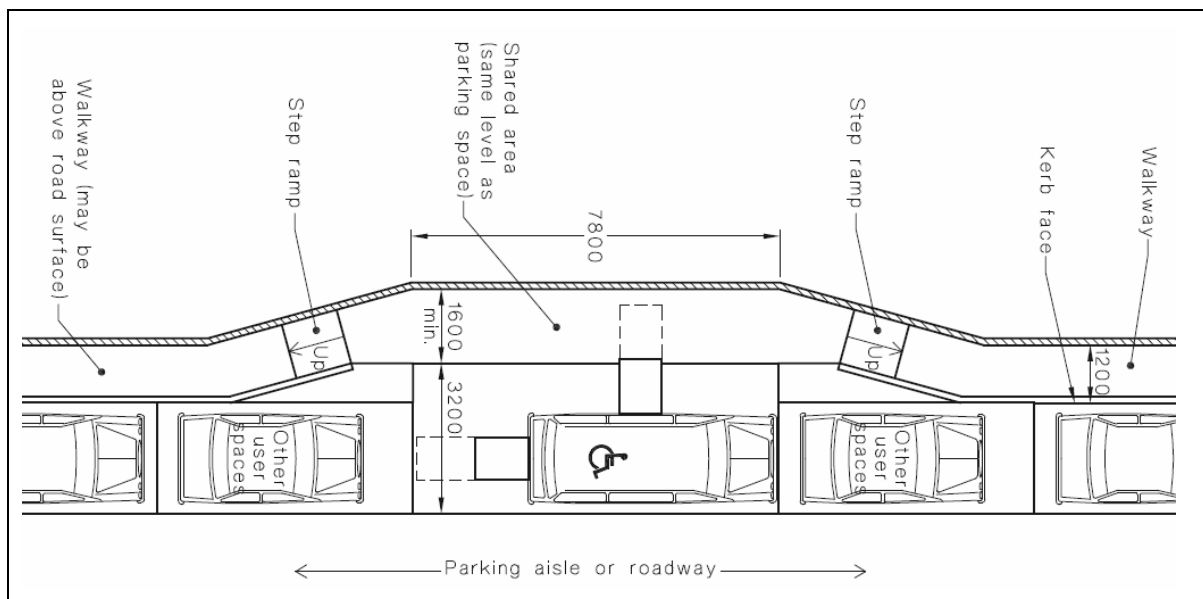 Walkway (may be
above road surface)
Step ramp
Shared area
(same level as
parking space)
7800
Step ramp
Kerb face
Walkway
1600
min.
1200
Up
Up
3200
Other
user
spaces
Other
user
spaces
Parking aisle or roadway